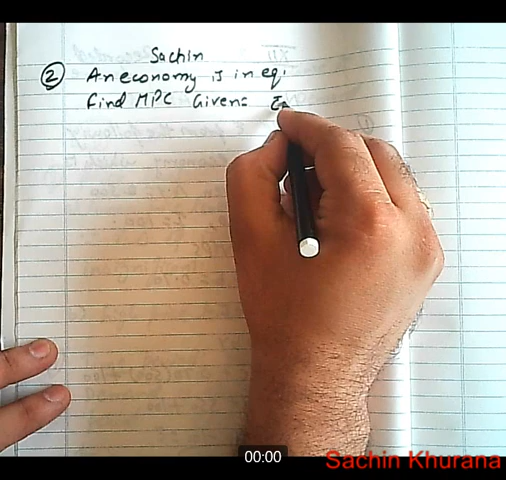 Sachin
② An economy is in eq.
Find MPC Given:
00:00
Sachin Khurana